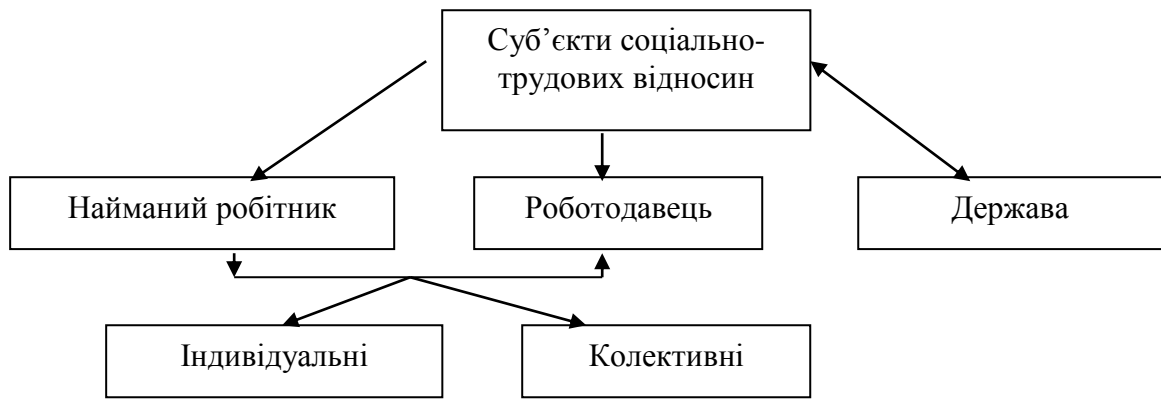 Суб’єкти соціально-
трудових відносин
Найманий робітник
Роботодавець
Держава
Індивідуальні
Колективні